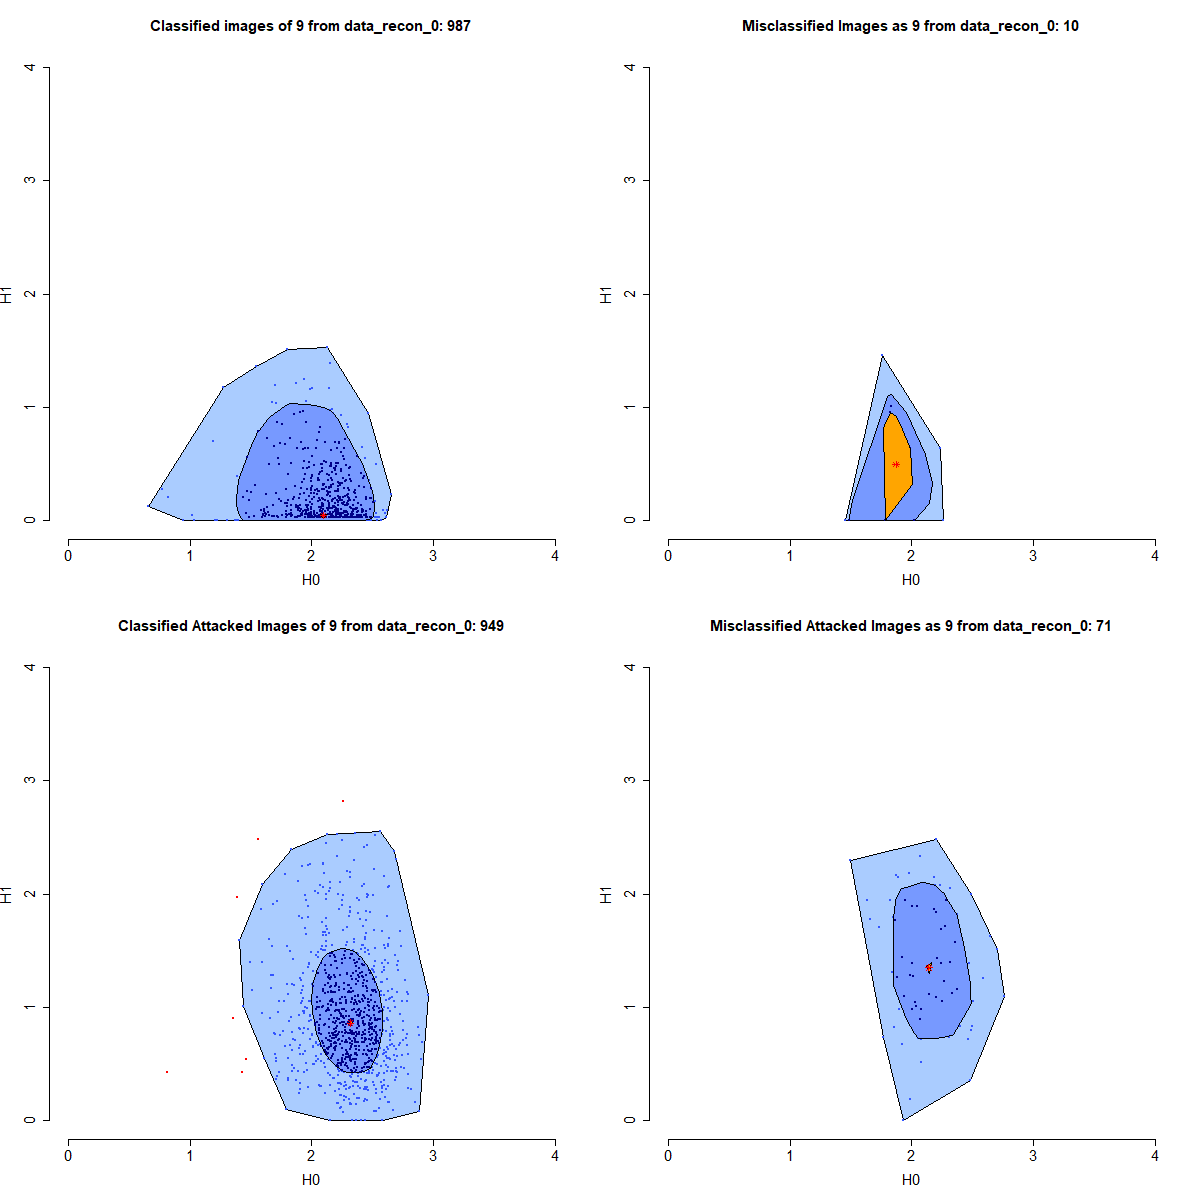 Classified images of 9 from data_recon_0: 987
4
3
2
1
0
H1
0 1 2 3 4
H0
Misclassified Images as 9 from data_recon_0: 10
4
3
2
1
0
H1
0 1 2 3 4
H0
Classified Attacked Images of 9 from data_recon_0: 949
4
3
2
1
0
H1
0 1 2 3 4
H0
Misclassified Attacked Images as 9 from data_recon_0: 71
4
3
2
1
0
H1
0 1 2 3 4
H0